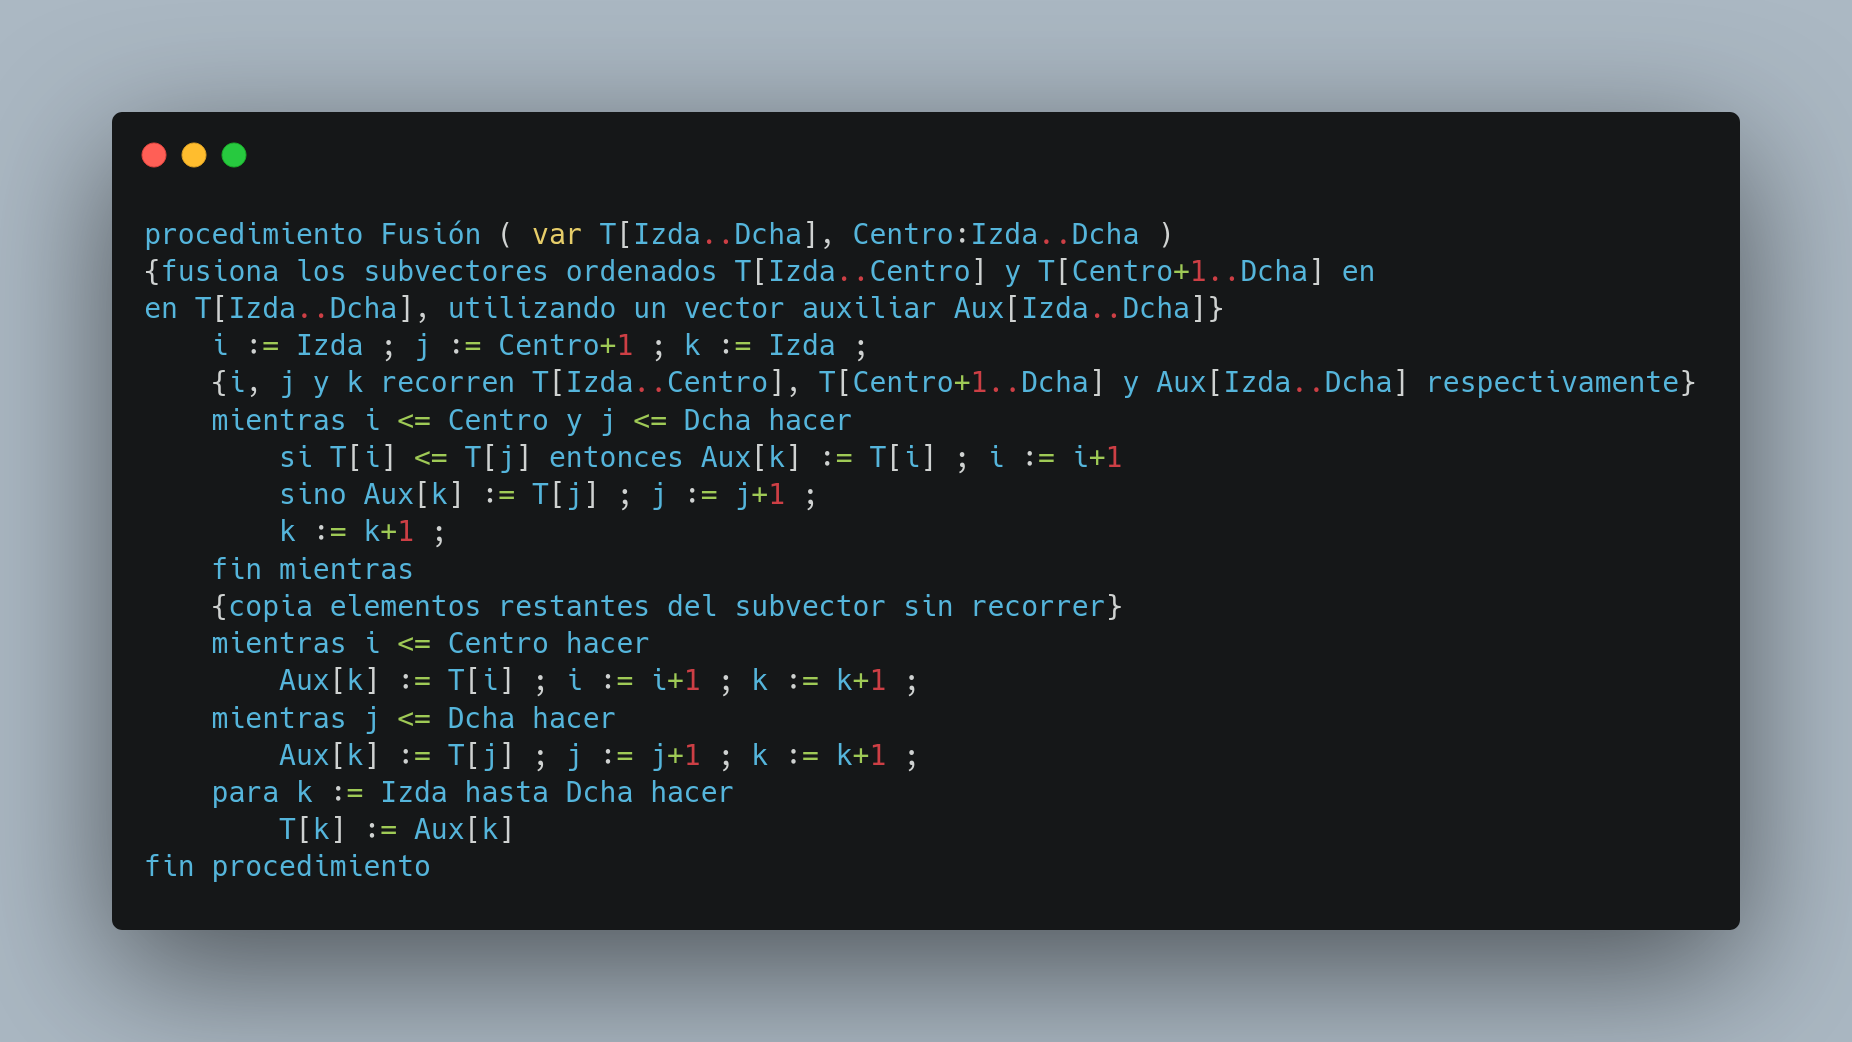 procedimiento Fusión ( var T[Izda..Dcha], Centro:Izda..Dcha )
{fusiona los subvectores ordenados T[Izda..Centro] y T[Centro+1..Dcha] en
en T[Izda..Dcha], utilizando un vector auxiliar Aux[Izda..Dcha]}
    i := Izda ; j := Centro+1 ; k := Izda ;
    {i, j y k recorren T[Izda..Centro], T[Centro+1..Dcha] y Aux[Izda..Dcha] respectivamente}
    mientras i <= Centro y j <= Dcha hacer
        si T[i] <= T[j] entonces Aux[k] := T[i] ; i := i+1
        sino Aux[k] := T[j] ; j := j+1 ;
        k := k+1 ;
    fin mientras
    {copia elementos restantes del subvector sin recorrer}
    mientras i <= Centro hacer
        Aux[k] := T[i] ; i := i+1 ; k := k+1 ;
    mientras j <= Dcha hacer
        Aux[k] := T[j] ; j := j+1 ; k := k+1 ;
    para k := Izda hasta Dcha hacer
        T[k] := Aux[k]
fin procedimiento